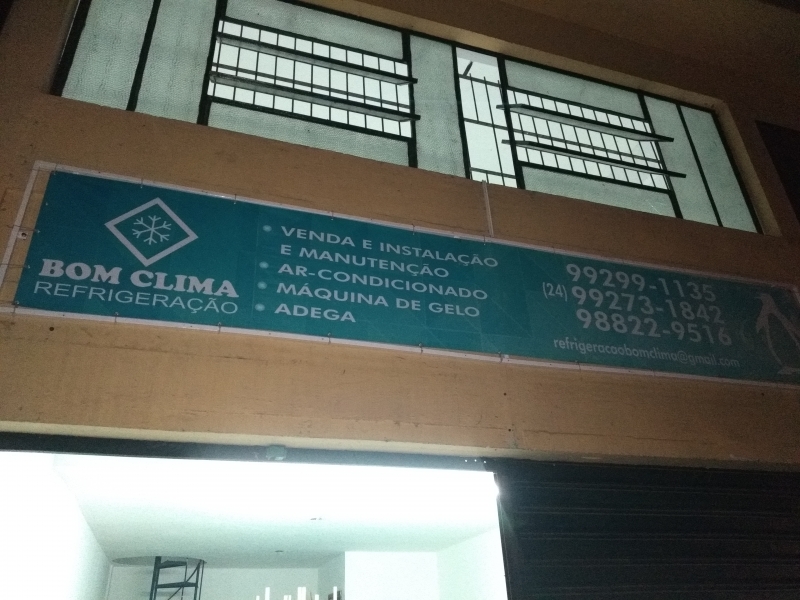 BOM CLIMA
REFRIGERAÇÃO
• VENDA E INSTALAÇÃO
E MANUTENÇÃO
• AR-CONDICIONADO
• MÁQUINA DE GELO
• ADEGA
99299-1135
(24) 99273-1842
98822-9516
refrigeracaobomclima@gmail.com